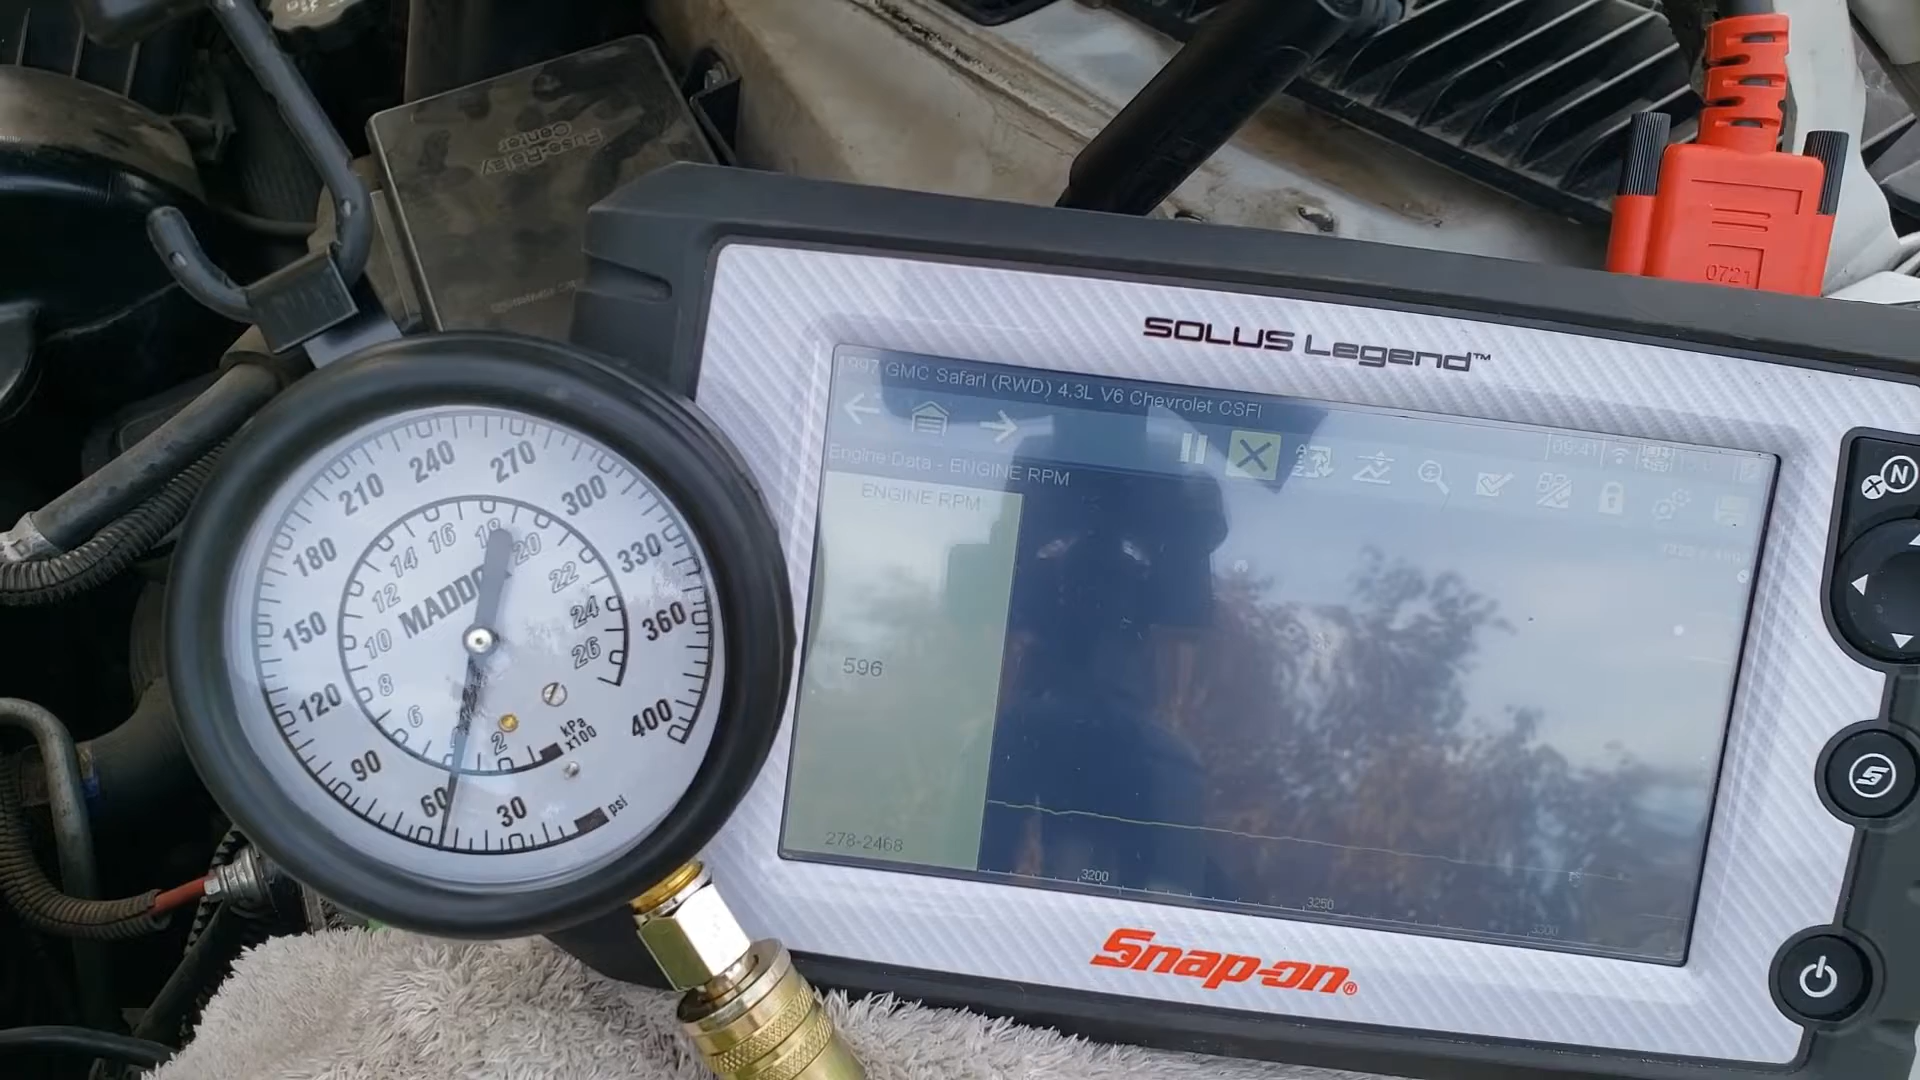 Fuse-Relay
Center
0721
SOLUS Legend™
1997 GMC Safari (RWD) 4.3L V6 Chevrolet CSFI
09:41
Engine Data - ENGINE RPM
ENGINE RPM
596
278-2468
3200
3250
3300
Snap-on®
N
S
30
60
90
120
150
180
210
240
270
300
330
360
400
psi
2
6
8
10
12
14
16
18
20
22
24
26
kPa
x100
MADDO